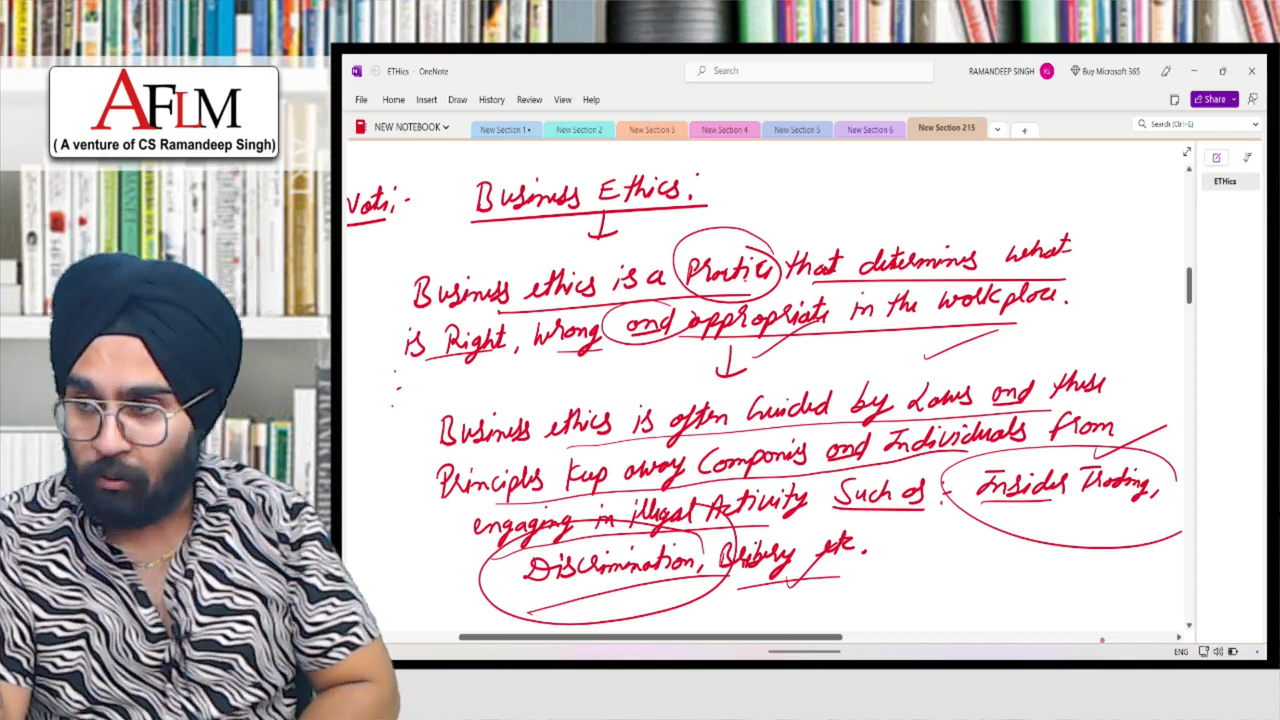 AFLM
( A venture of CS Ramandeep Singh)
ETHics - OneNote
Search
RAMANDEEP SINGH
RS
Buy Microsoft 365
File Home Insert Draw History Review View Help
Share
NEW NOTEBOOK
New Section 1
New Section 2
New Section 3
New Section 4
New Section 5
New Section 6
New Section 215
+
Search (Ctrl+E)
ETHics
Business Ethics:
Business ethics is a Practice that determines what
is Right, wrong and appropriate in the workplace.
Business ethics is often Guided by Laws and these
Principles Keep away Companies and Individuals from
engaging in illegal Activity Such as :- Insider Trading,
Discrimination, Bribery etc.
ENG